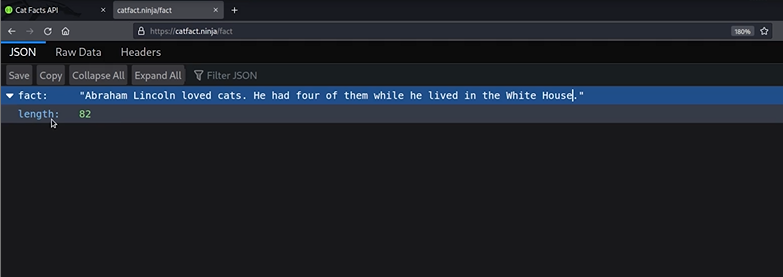 Cat Facts API × catfact.ninja/fact × +
https://catfact.ninja/fact 180%
JSON Raw Data Headers
Save Copy Collapse All Expand All Filter JSON
fact: "Abraham Lincoln loved cats. He had four of them while he lived in the White House."
length: 82